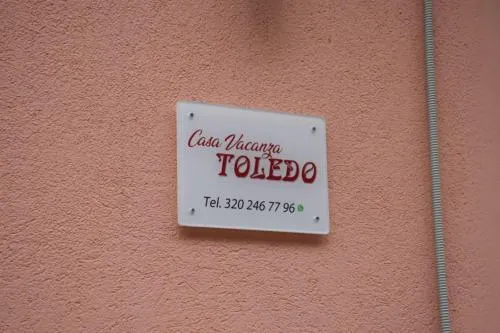 Casa Vacanza
TOLEDO
Tel. 320 246 77 96